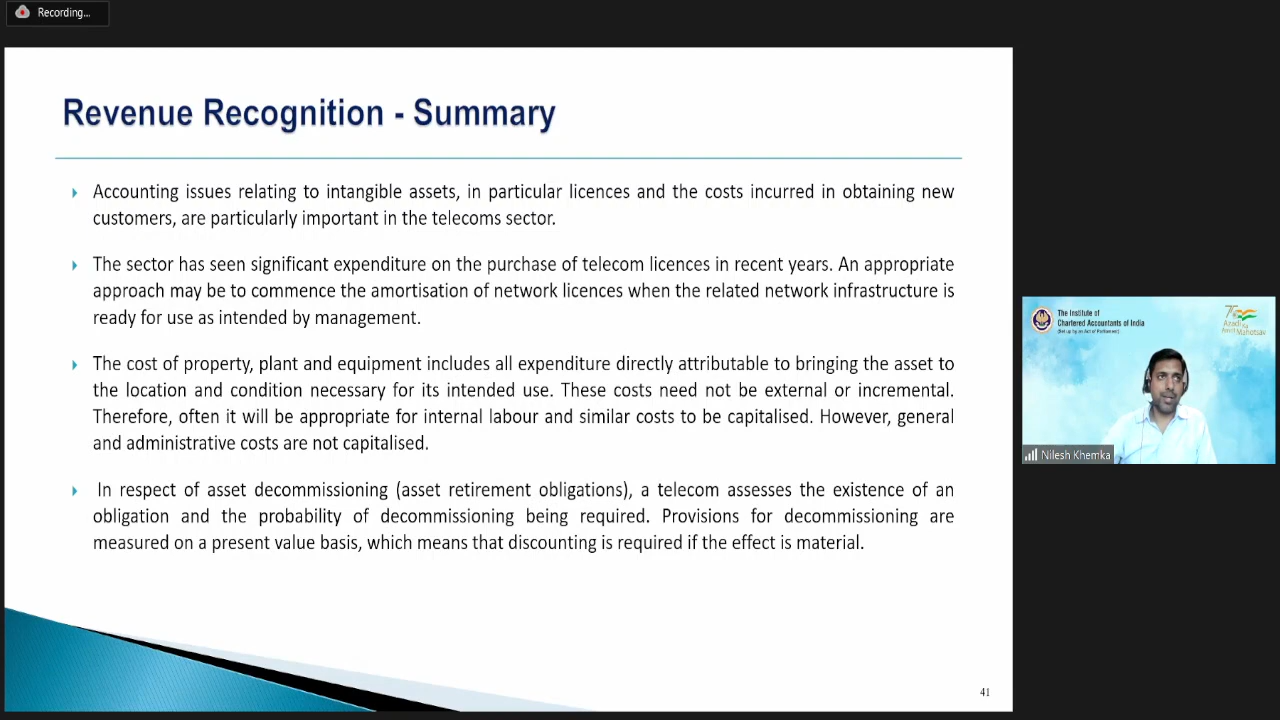 Recording...
Revenue Recognition - Summary
Accounting issues relating to intangible assets, in particular licences and the costs incurred in obtaining new
customers, are particularly important in the telecoms sector.
The sector has seen significant expenditure on the purchase of telecom licences in recent years. An appropriate
approach may be to commence the amortisation of network licences when the related network infrastructure is
ready for use as intended by management.
The cost of property, plant and equipment includes all expenditure directly attributable to bringing the asset to
the location and condition necessary for its intended use. These costs need not be external or incremental.
Therefore, often it will be appropriate for internal labour and similar costs to be capitalised. However, general
and administrative costs are not capitalised.
In respect of asset decommissioning (asset retirement obligations), a telecom assesses the existence of an
obligation and the probability of decommissioning being required. Provisions for decommissioning are
measured on a present value basis, which means that discounting is required if the effect is material.
41
The Institute of
Chartered Accountants of India
(Set up by an Act of Parliament)
Azadi Ka
Amrit Mahotsav
Nilesh Khemka